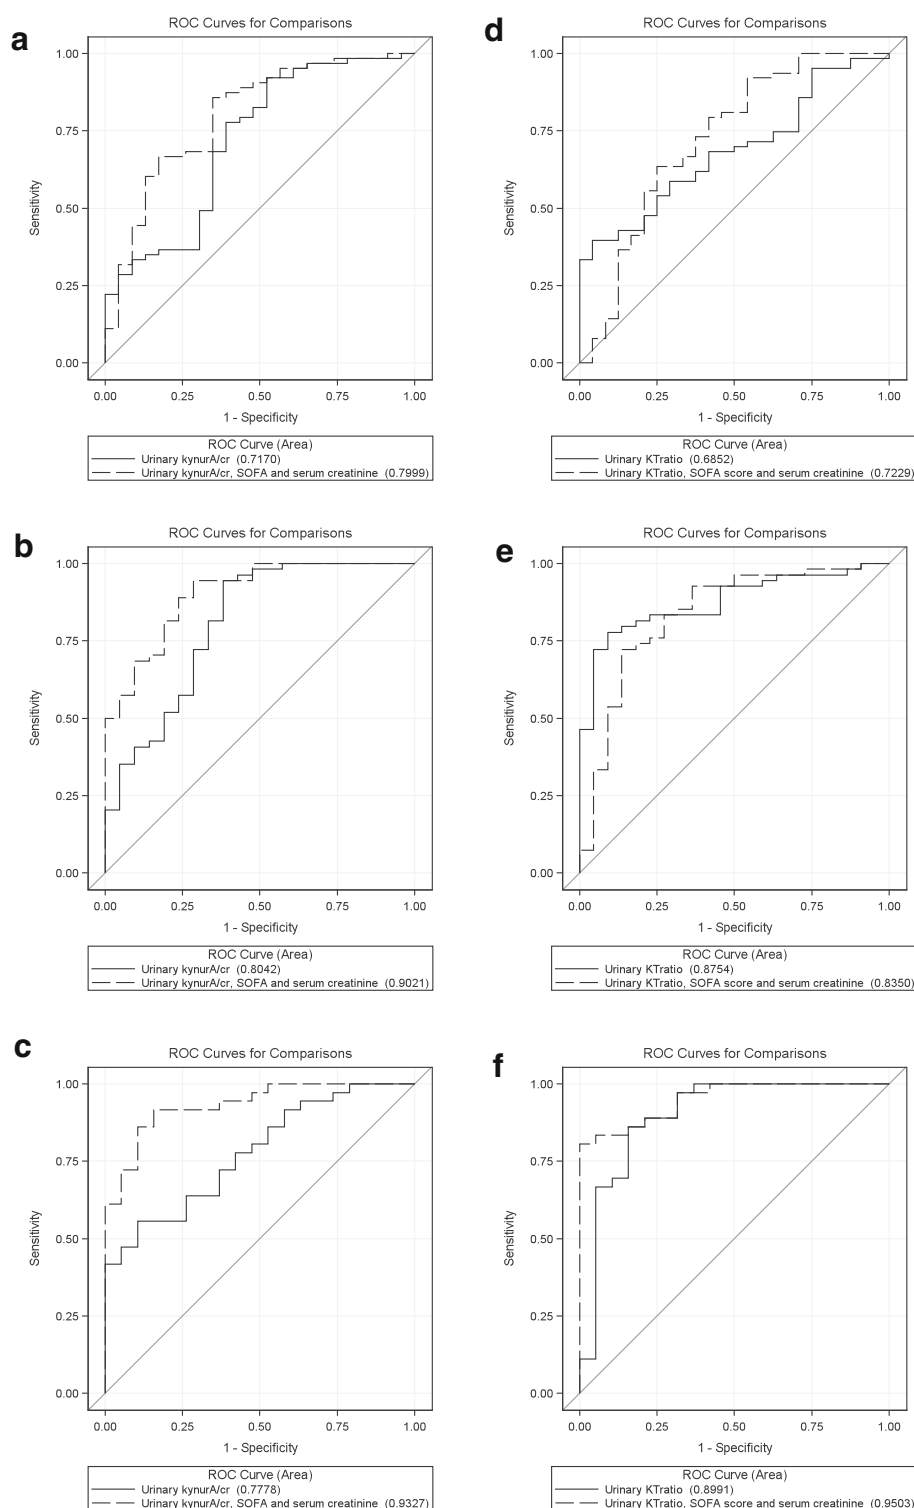 a
ROC Curves for Comparisons
1.00
0.75
0.50
0.25
0.00
Sensitivity
0.00 0.25 0.50 0.75 1.00
1 - Specificity
ROC Curve (Area)
Urinary kynurA/cr (0.7170)
Urinary kynurA/cr, SOFA and serum creatinine (0.7999)
d
ROC Curves for Comparisons
1.00
0.75
0.50
0.25
0.00
Sensitivity
0.00 0.25 0.50 0.75 1.00
1 - Specificity
ROC Curve (Area)
Urinary KTratio (0.6852)
Urinary KTratio, SOFA score and serum creatinine (0.7229)
b
ROC Curves for Comparisons
1.00
0.75
0.50
0.25
0.00
Sensitivity
0.00 0.25 0.50 0.75 1.00
1 - Specificity
ROC Curve (Area)
Urinary kynurA/cr (0.8042)
Urinary kynurA/cr, SOFA and serum creatinine (0.9021)
e
ROC Curves for Comparisons
1.00
0.75
0.50
0.25
0.00
Sensitivity
0.00 0.25 0.50 0.75 1.00
1 - Specificity
ROC Curve (Area)
Urinary KTratio (0.8754)
Urinary KTratio, SOFA score and serum creatinine (0.8350)
c
ROC Curves for Comparisons
1.00
0.75
0.50
0.25
0.00
Sensitivity
0.00 0.25 0.50 0.75 1.00
1 - Specificity
ROC Curve (Area)
Urinary kynurA/cr (0.7778)
Urinary kynurA/cr, SOFA and serum creatinine (0.9327)
f
ROC Curves for Comparisons
1.00
0.75
0.50
0.25
0.00
Sensitivity
0.00 0.25 0.50 0.75 1.00
1 - Specificity
ROC Curve (Area)
Urinary KTratio (0.8991)
Urinary KTratio, SOFA score and serum creatinine (0.9503)